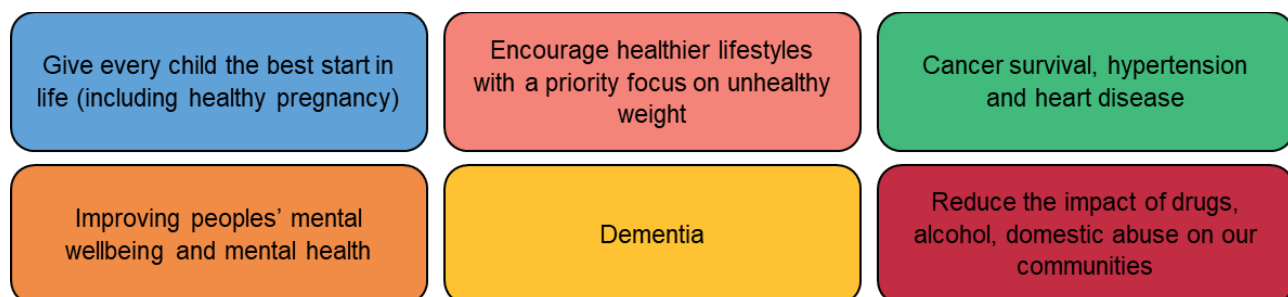 Give every child the best start in
life (including healthy pregnancy)
Encourage healthier lifestyles
with a priority focus on unhealthy
weight
Cancer survival, hypertension
and heart disease
Improving peoples’ mental
wellbeing and mental health
Dementia
Reduce the impact of drugs,
alcohol, domestic abuse on our
communities